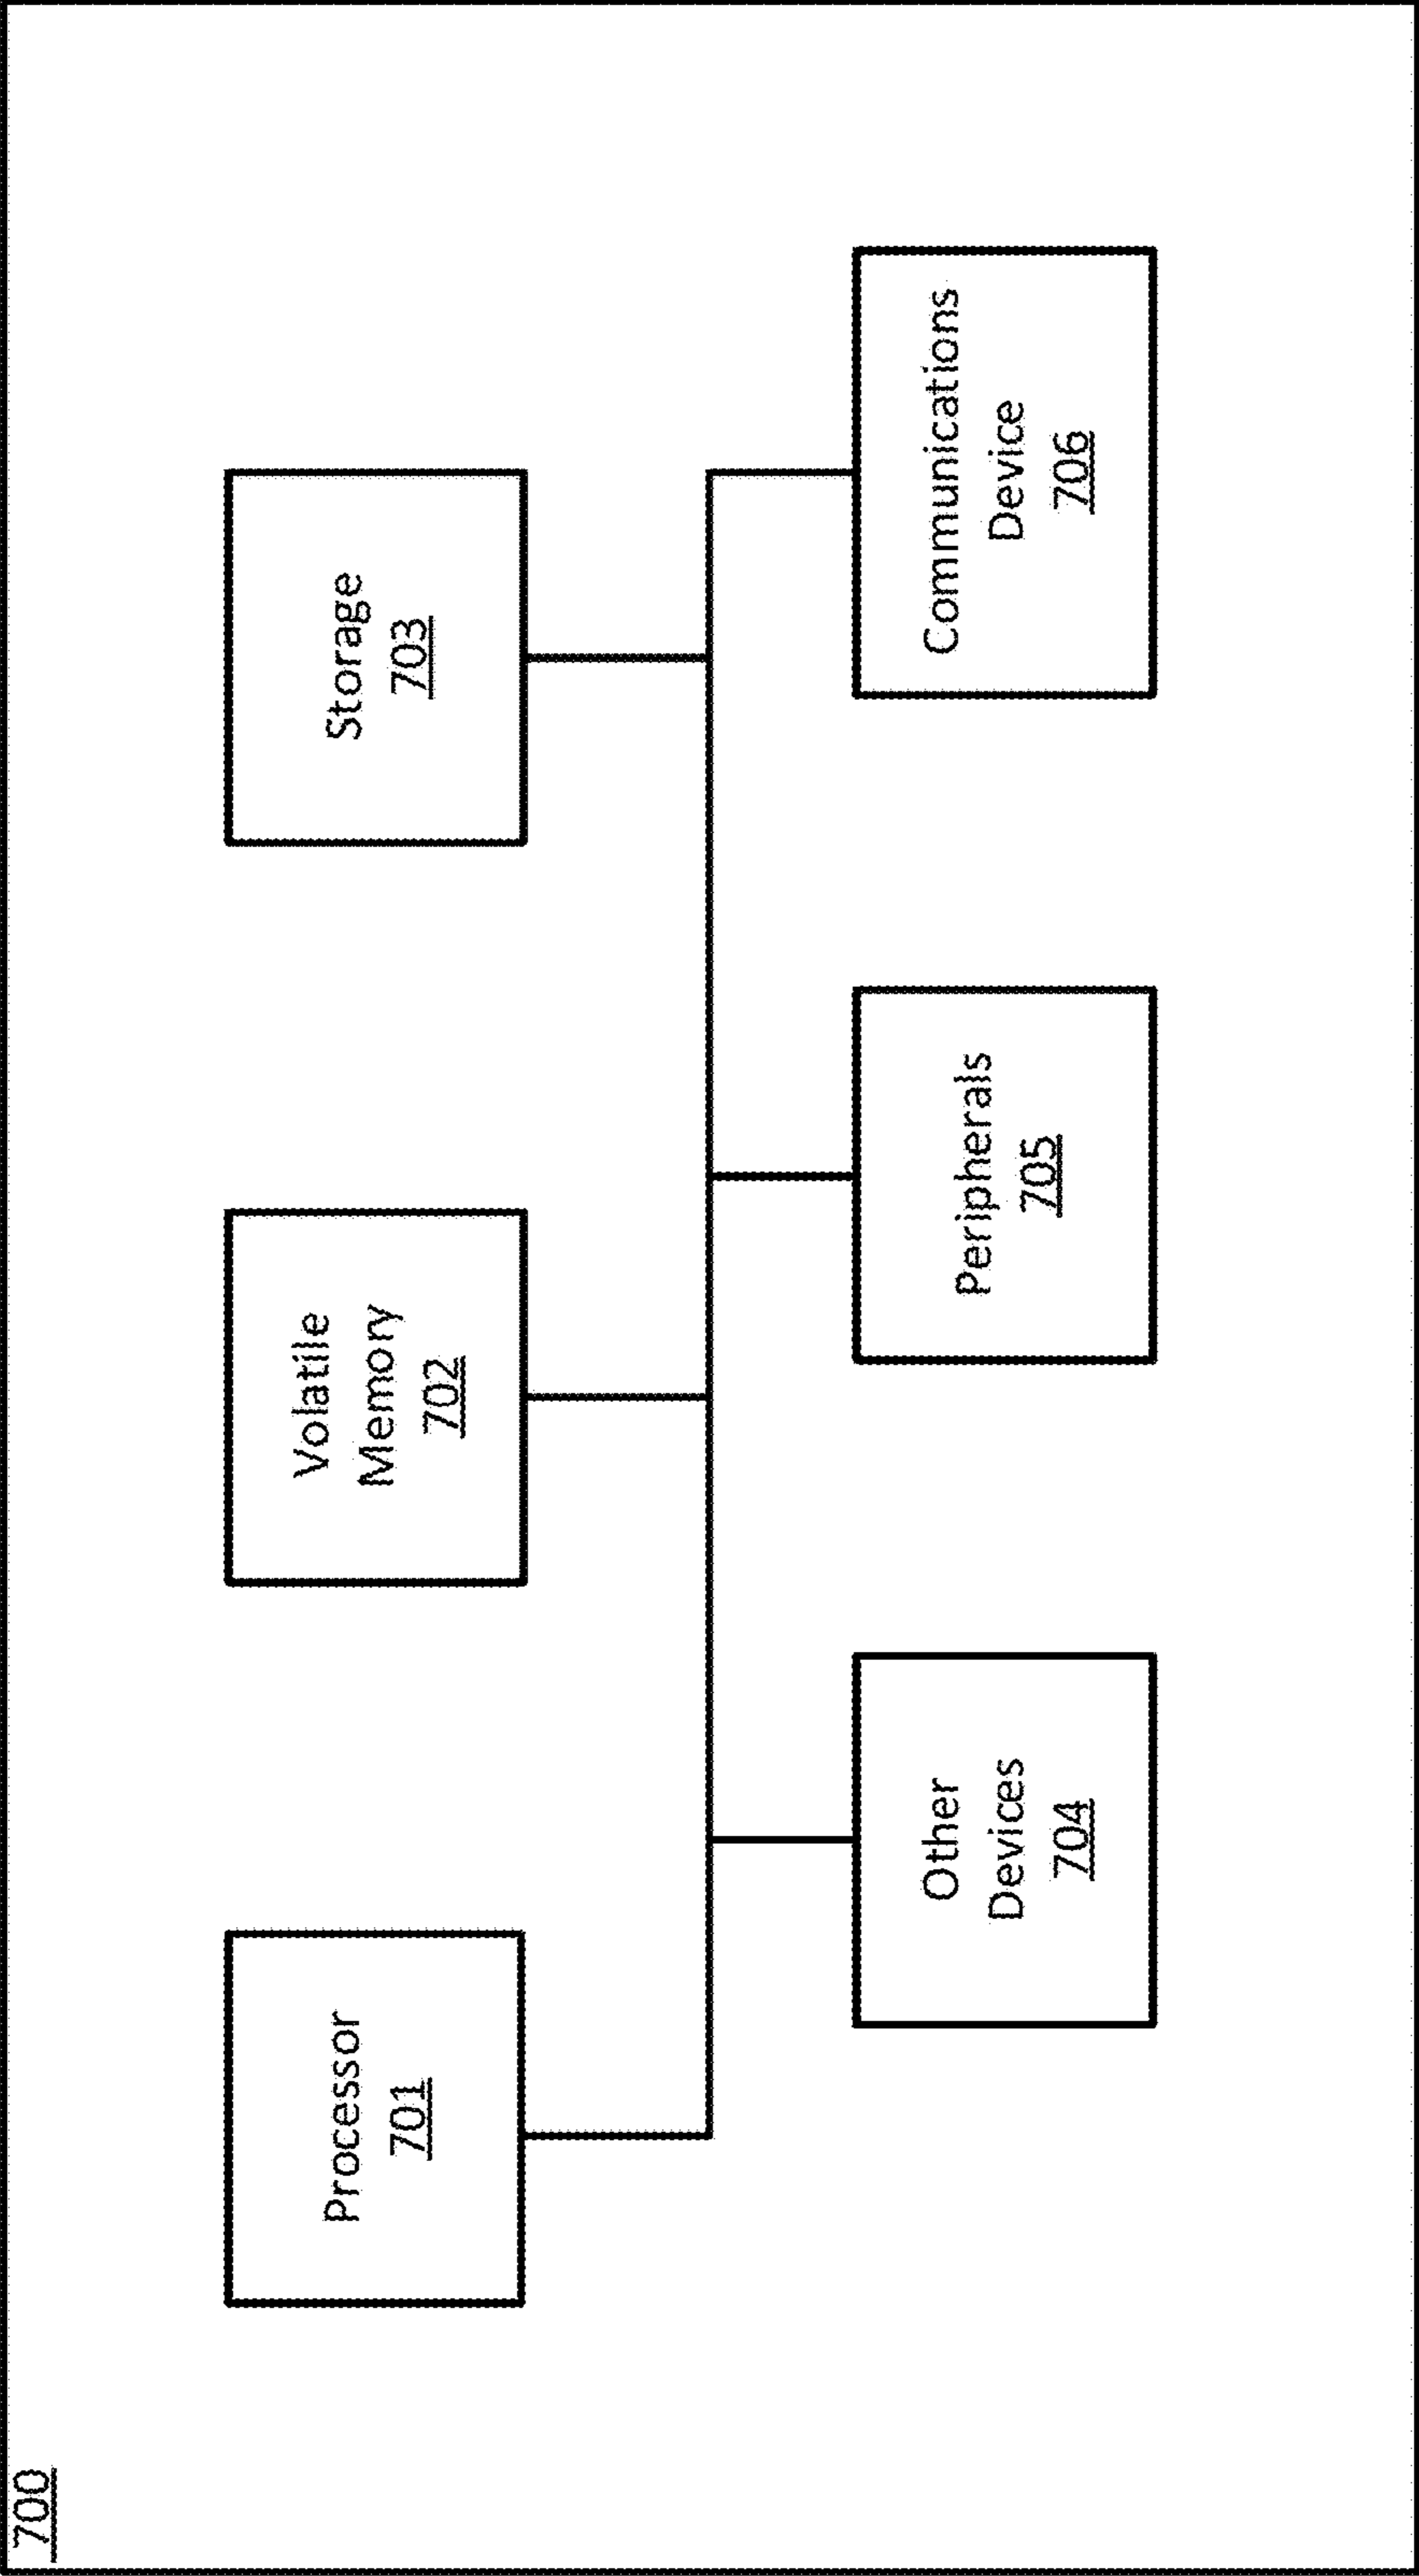 700
Processor
701
Volatile
Memory
702
Storage
703
Other
Devices
704
Peripherals
705
Communications
Device
706